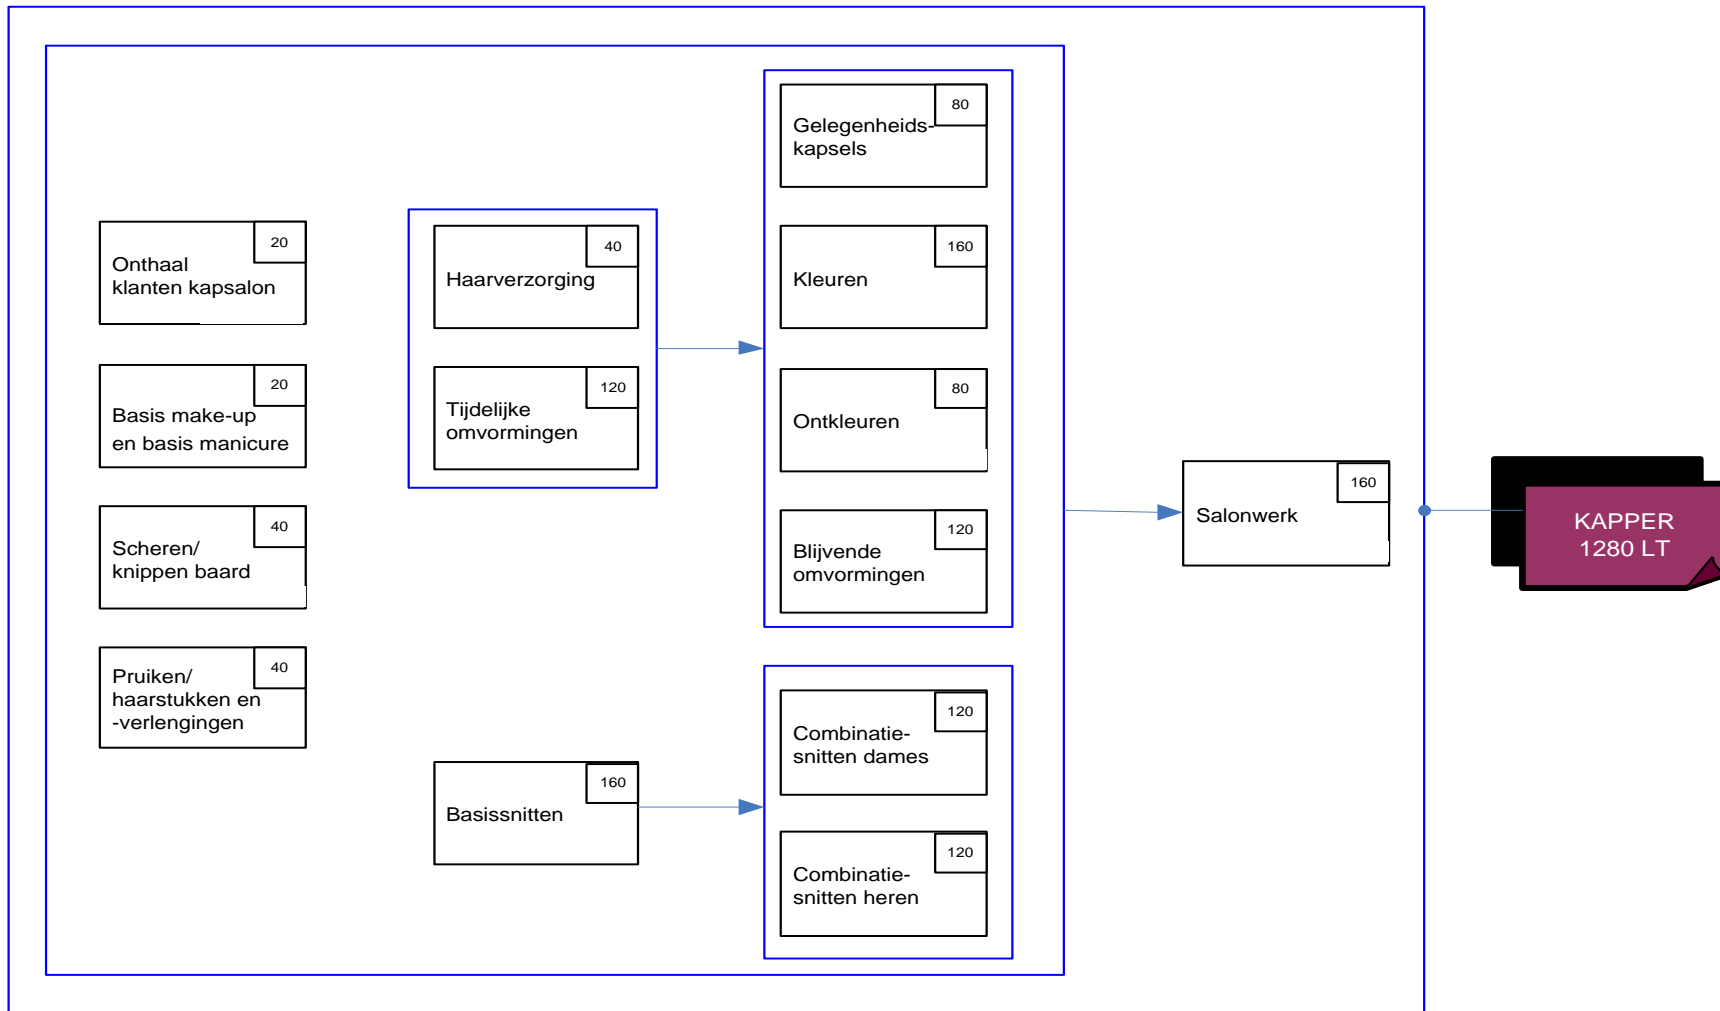 20
Onthaal
klanten kapsalon
20
Basis make-up
en basis manicure
40
Scheren/
knippen baard
40
Pruiken/
haarstukken en
-verlengingen
40
Haarverzorging
120
Tijdelijke
omvormingen
160
Basissnitten
80
Gelegenheids-
kapsels
160
Kleuren
80
Ontkleuren
120
Blijvende
omvormingen
120
Combinatie-
snitten dames
120
Combinatie-
snitten heren
160
Salonwerk
KAPPER
1280 LT